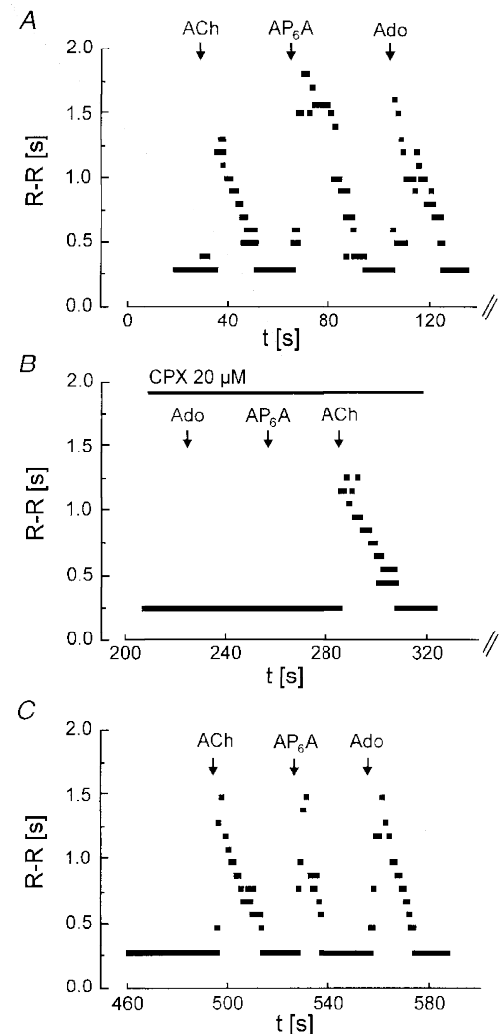 A
ACh AP₆A Ado
2.0
1.5
1.0
0.5
0.0
R-R [s]
0 40 80 120 //
t [s]
B
CPX 20 µM
Ado AP₆A ACh
2.0
1.5
1.0
0.5
0.0
R-R [s]
200 240 280 320 //
t [s]
C
ACh AP₆A Ado
2.0
1.5
1.0
0.5
0.0
R-R [s]
460 500 540 580
t [s]